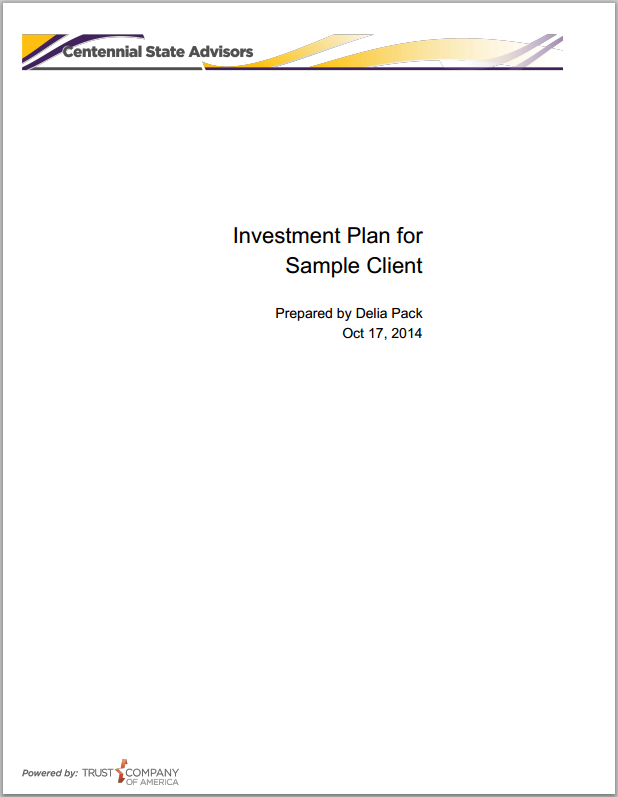 Centennial State Advisors
Investment Plan for
Sample Client
Prepared by Delia Pack
Oct 17, 2014
Powered by: TRUST COMPANY
OF AMERICA